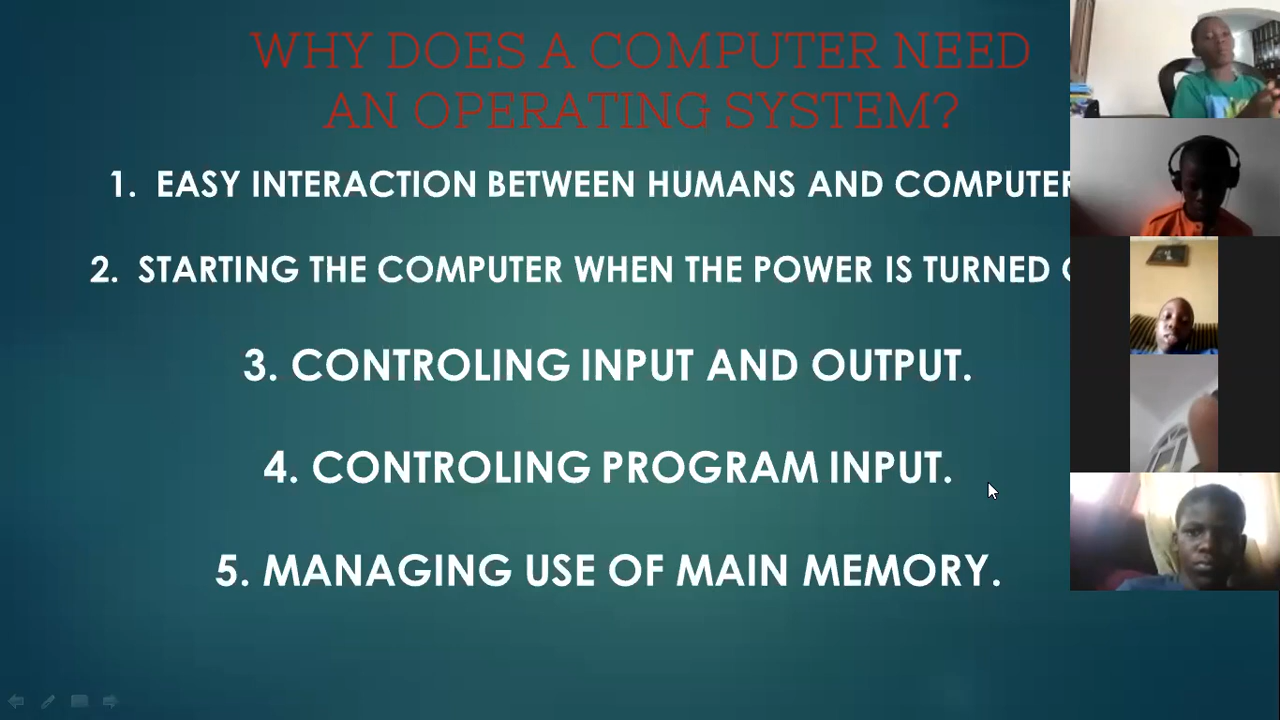 WHY DOES A COMPUTER NEED
AN OPERATING SYSTEM?
1. EASY INTERACTION BETWEEN HUMANS AND COMPUTER
2. STARTING THE COMPUTER WHEN THE POWER IS TURNED
3. CONTROLING INPUT AND OUTPUT.
4. CONTROLING PROGRAM INPUT.
5. MANAGING USE OF MAIN MEMORY.